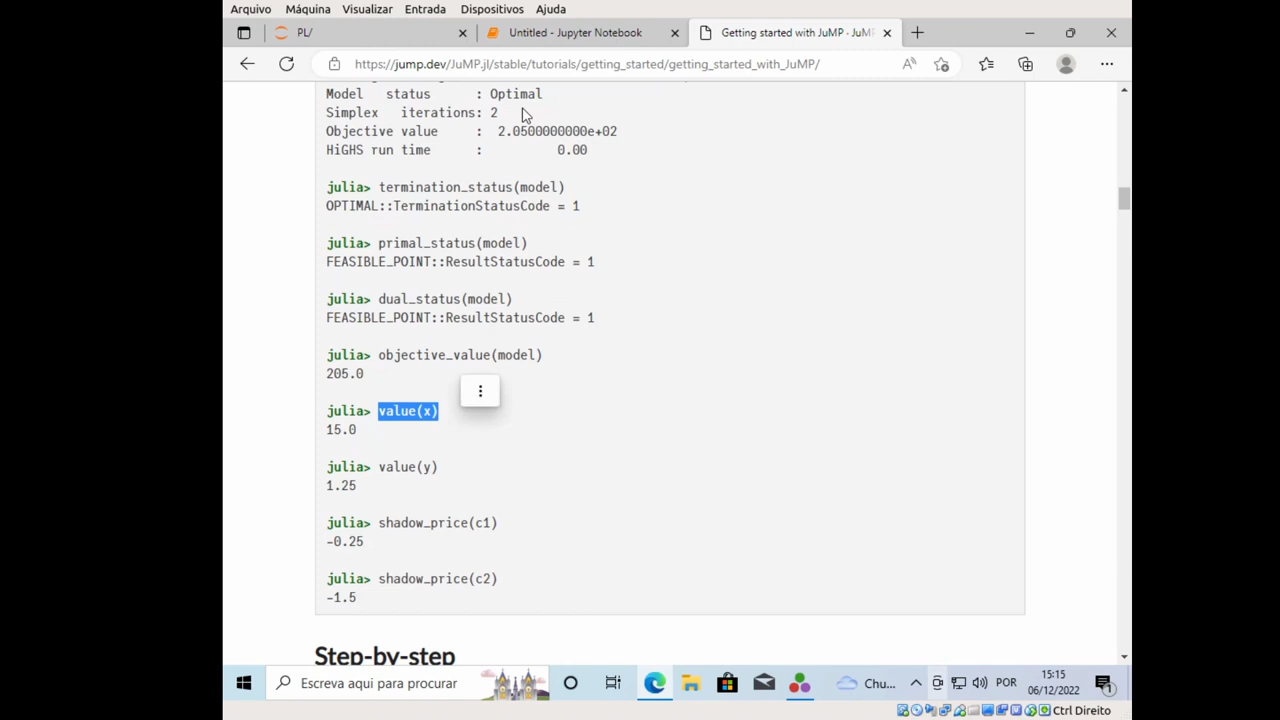 Arquivo Máquina Visualizar Entrada Dispositivos Ajuda
PL/ Untitled - Jupyter Notebook Getting started with JuMP · JuMP
https://jump.dev/JuMP.jl/stable/tutorials/getting_started/getting_started_with_JuMP/
Model status : Optimal
Simplex iterations: 2
Objective value : 2.0500000000e+02
HiGHS run time : 0.00
julia> termination_status(model)
OPTIMAL::TerminationStatusCode = 1
julia> primal_status(model)
FEASIBLE_POINT::ResultStatusCode = 1
julia> dual_status(model)
FEASIBLE_POINT::ResultStatusCode = 1
julia> objective_value(model)
205.0
julia> value(x)
15.0
julia> value(y)
1.25
julia> shadow_price(c1)
-0.25
julia> shadow_price(c2)
-1.5
Step-by-step
Escreva aqui para procurar
Chu...
POR
15:15
06/12/2022
1
Ctrl Direito